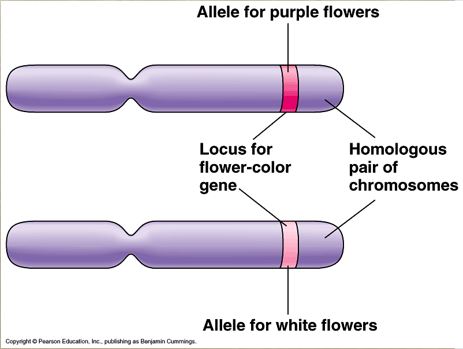 Allele for purple flowers
Locus for
flower-color
gene
Homologous
pair of
chromosomes
Allele for white flowers
Copyright © Pearson Education, Inc., publishing as Benjamin Cummings.